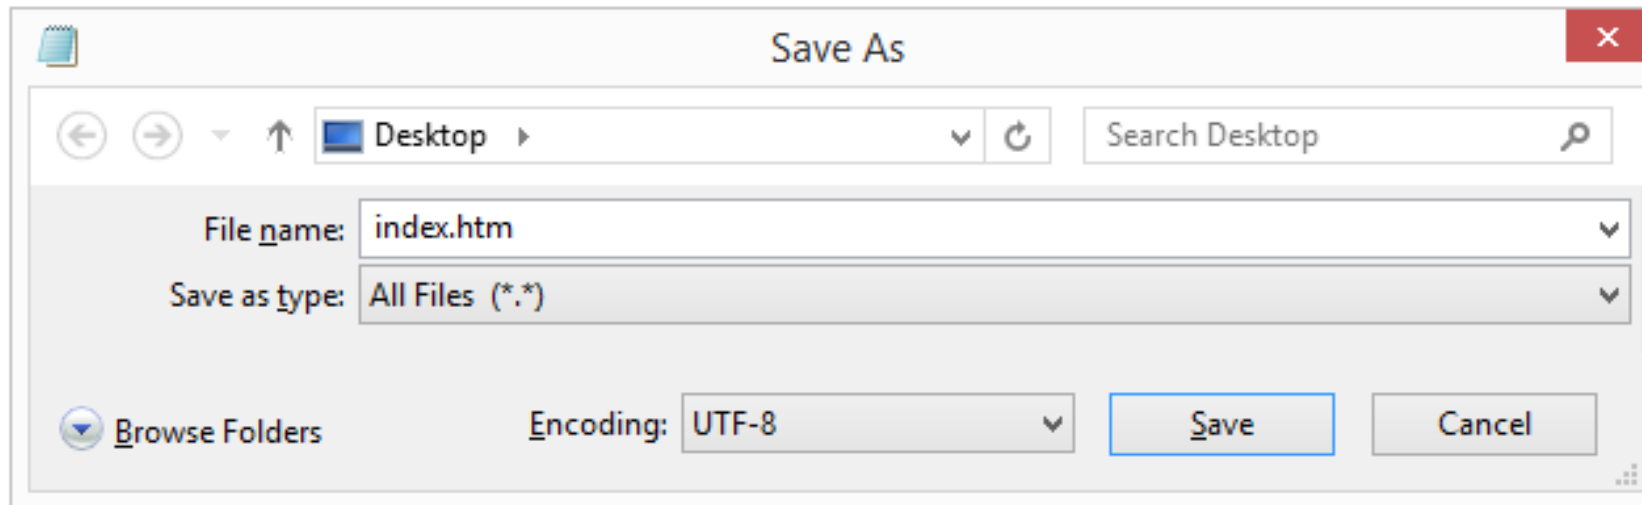 Save As
Desktop
Search Desktop
File name: index.htm
Save as type: All Files (*.*)
Browse Folders Encoding: UTF-8 Save Cancel